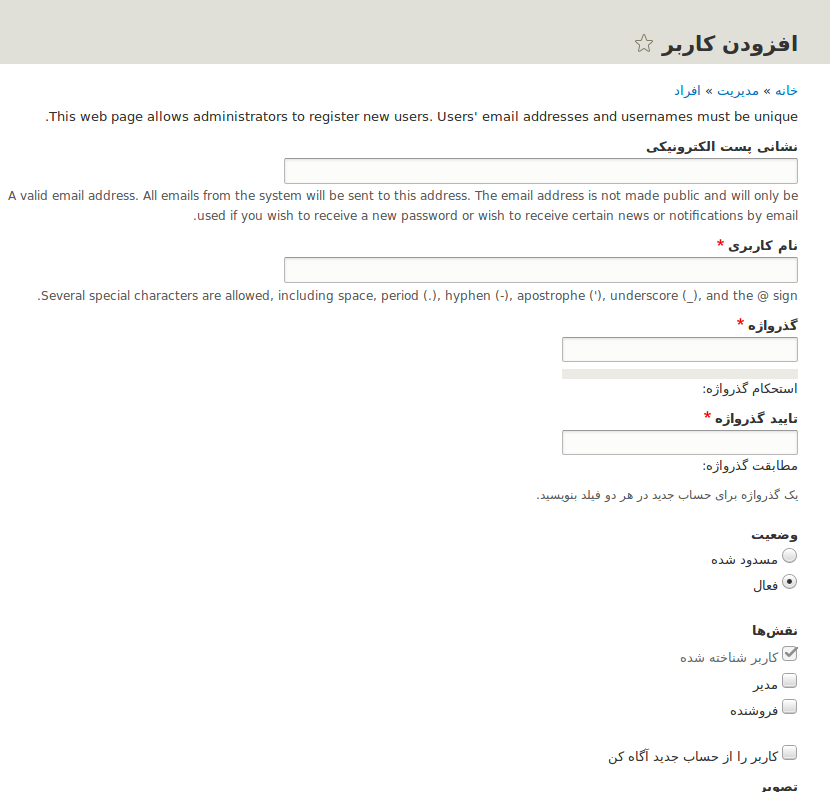 افزودن کاربر
خانه » مدیریت » افراد
This web page allows administrators to register new users. Users' email addresses and usernames must be unique.
نشانی پست الکترونیکی
A valid email address. All emails from the system will be sent to this address. The email address is not made public and will only be
used if you wish to receive a new password or wish to receive certain news or notifications by email.
نام کاربری *
Several special characters are allowed, including space, period (.), hyphen (-), apostrophe ('), underscore (_), and the @ sign.
گذرواژه *
استحکام گذرواژه:
تایید گذرواژه *
مطابقت گذرواژه:
یک گذرواژه برای حساب جدید در هر دو فیلد بنویسید.
وضعیت
مسدود شده
فعال
نقش‌ها
کاربر شناخته شده
مدیر
فروشنده
کاربر را از حساب جدید آگاه کن
تصویر